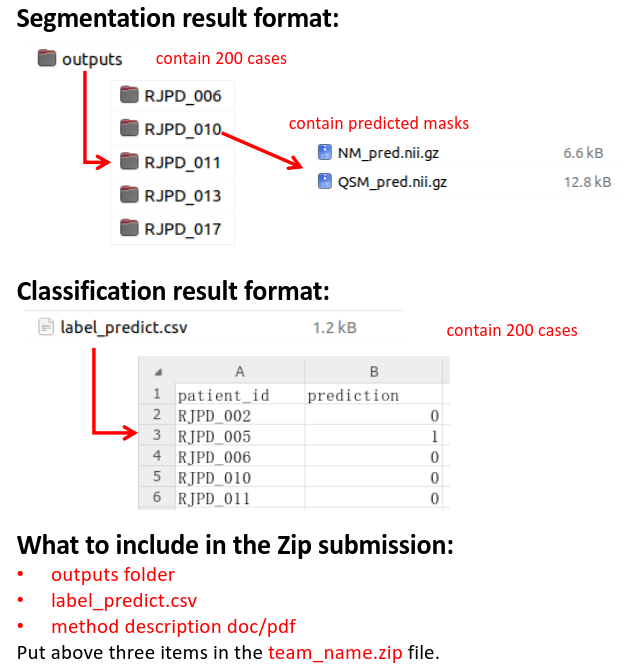 Segmentation result format:
outputs contain 200 cases
RJPD_006
RJPD_010
contain predicted masks
RJPD_011
NM_pred.nii.gz 6.6 kB
RJPD_013
QSM_pred.nii.gz 12.8 kB
RJPD_017
Classification result format:
label_predict.csv 1.2 kB
contain 200 cases
A B
1 patient_id prediction
2 RJPD_002 0
3 RJPD_005 1
4 RJPD_006 0
5 RJPD_010 0
6 RJPD_011 0
What to include in the Zip submission:
• outputs folder
• label_predict.csv
• method description doc/pdf
Put above three items in the team_name.zip file.